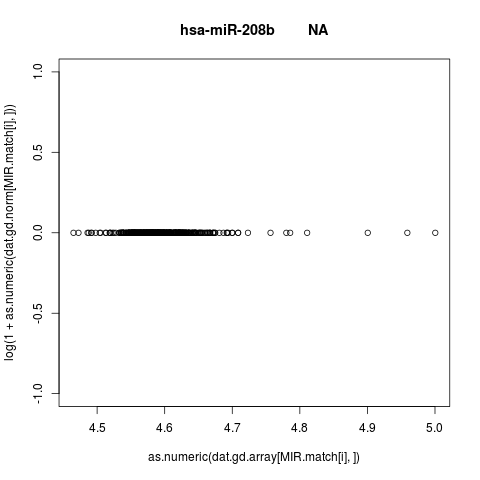 hsa-miR-208b NA
log(1 + as.numeric(dat.gd.norm[MIR.match[i], ]))
1.0
0.5
0.0
-0.5
-1.0
4.5 4.6 4.7 4.8 4.9 5.0
as.numeric(dat.gd.array[MIR.match[i], ])